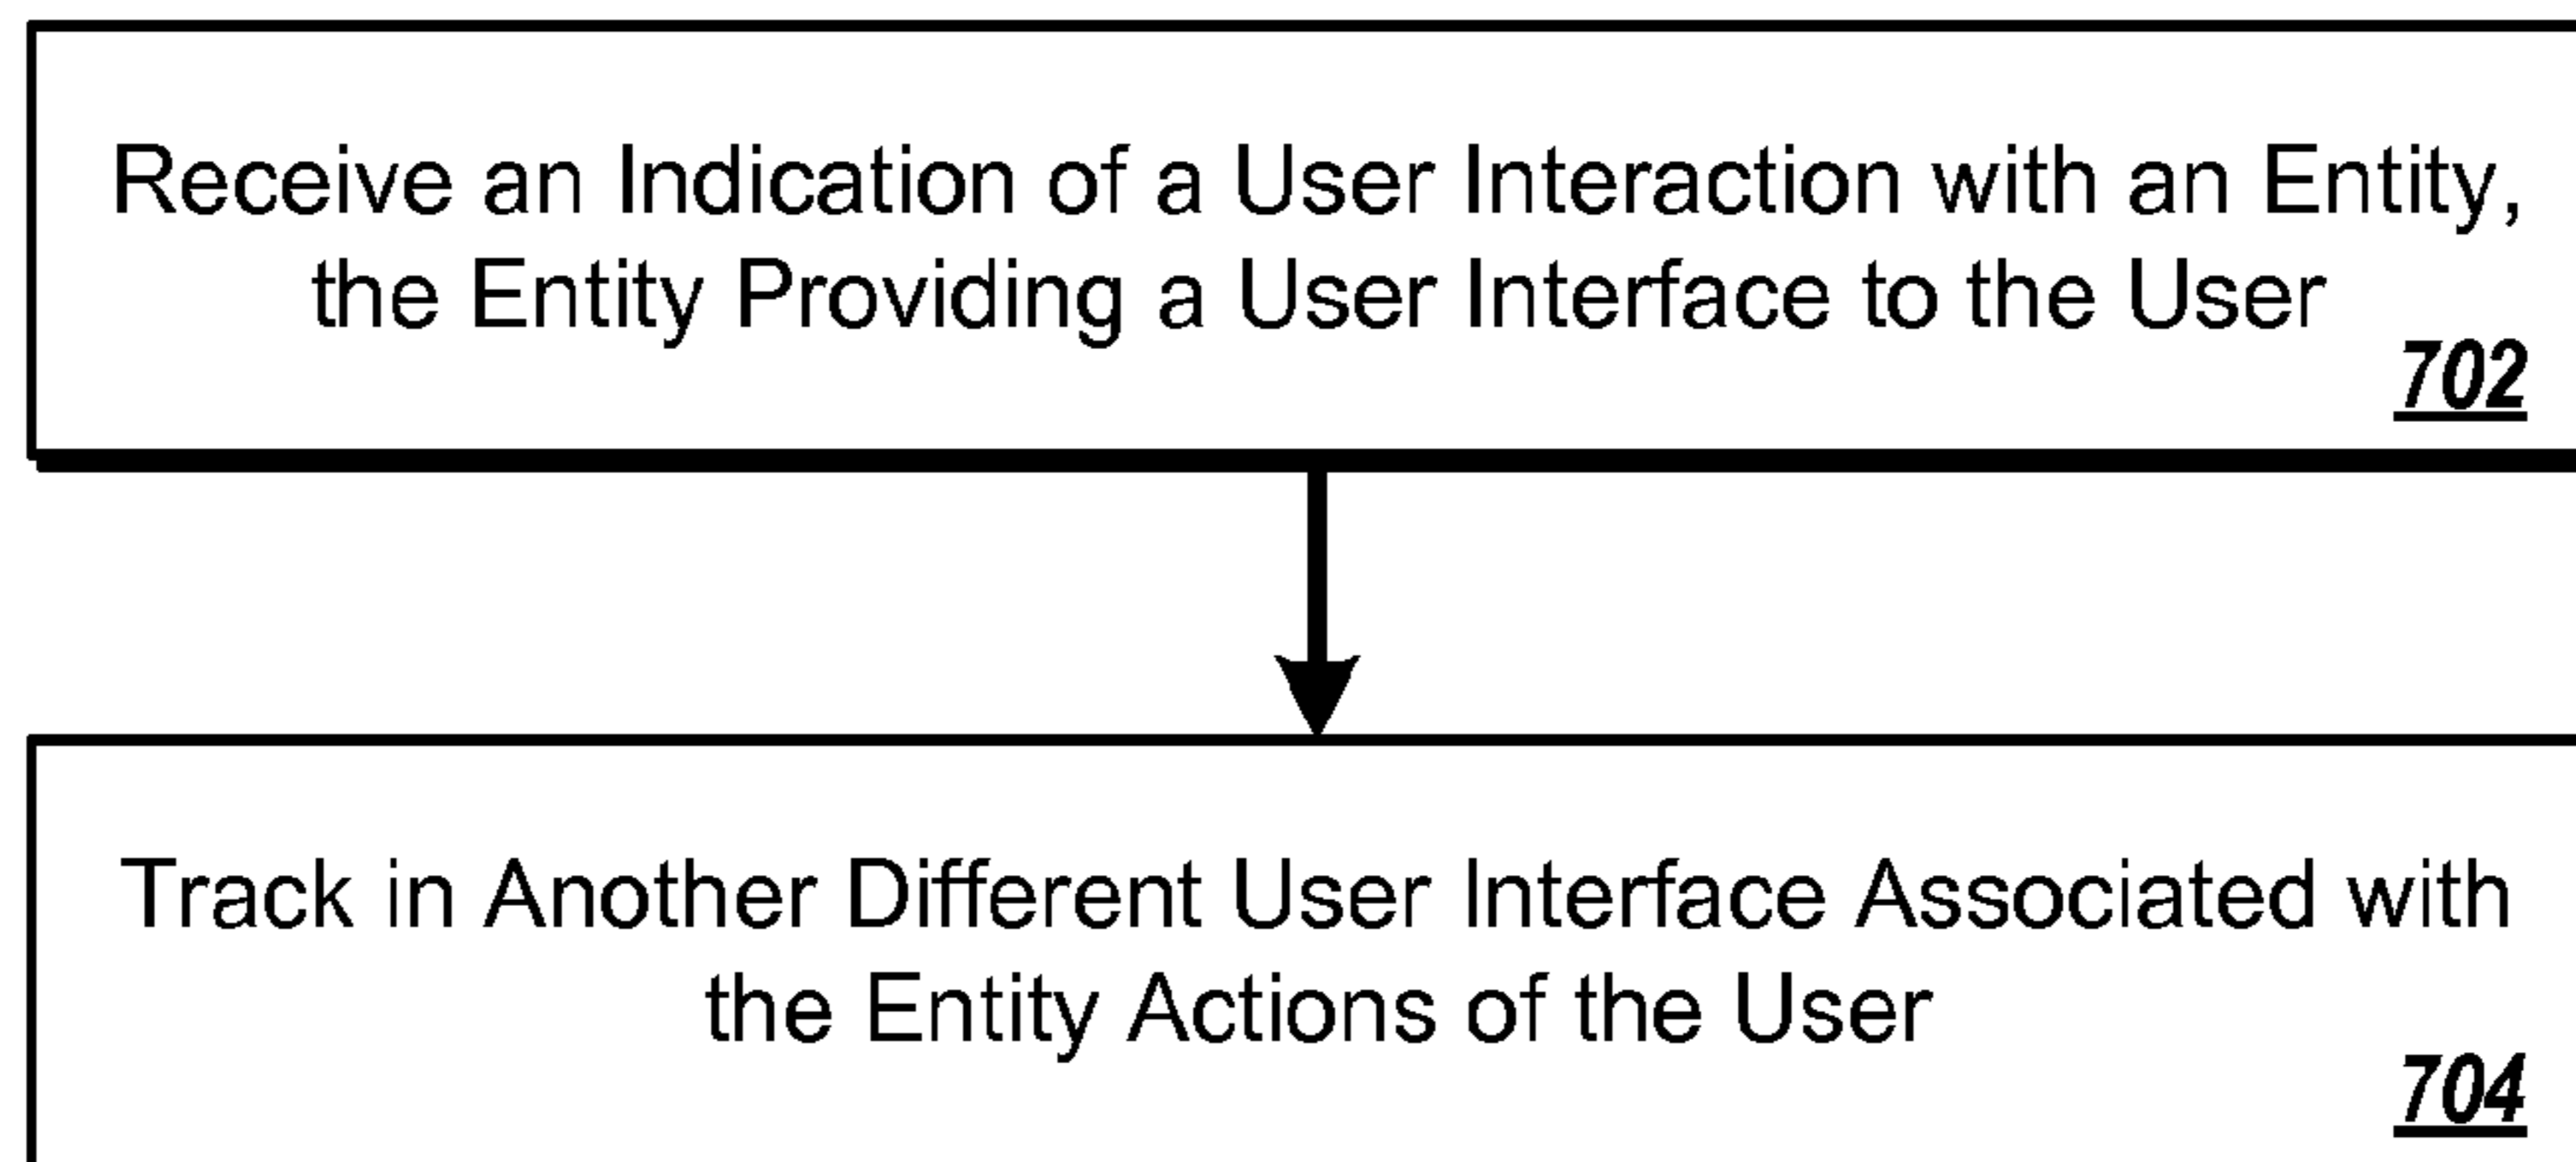 Receive an Indication of a User Interaction with an Entity,
the Entity Providing a User Interface to the User
702
Track in Another Different User Interface Associated with
the Entity Actions of the User
704